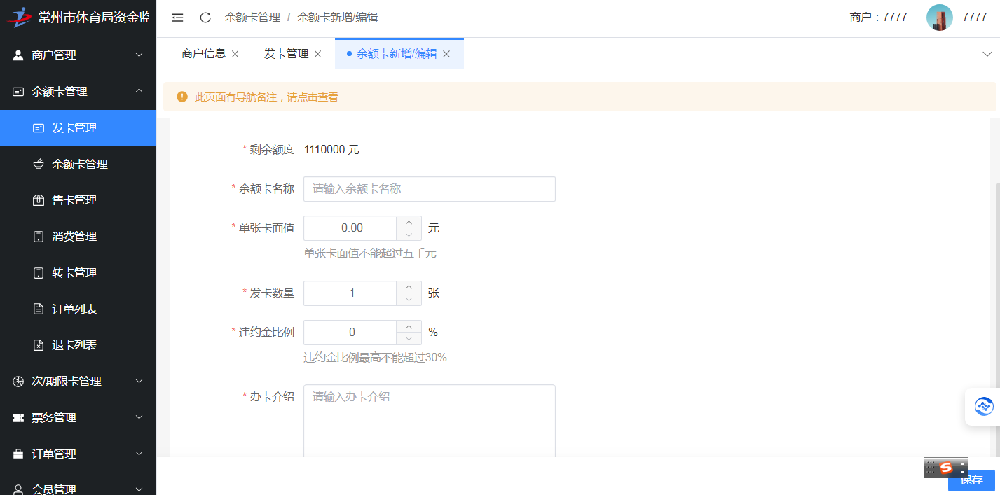 常州市体育局资金监
余额卡管理 / 余额卡新增/编辑
商户：7777
7777
商户管理
余额卡管理
发卡管理
余额卡管理
售卡管理
消费管理
转卡管理
订单列表
退卡列表
次/期限卡管理
票务管理
订单管理
会员管理
商户信息
发卡管理
余额卡新增/编辑
此页面有导航备注，请点击查看
* 剩余额度 1110000 元
* 余额卡名称 请输入余额卡名称
* 单张卡面值 0.00 元
单张卡面值不能超过五千元
* 发卡数量 1 张
* 违约金比例 0 %
违约金比例最高不能超过30%
* 办卡介绍 请输入办卡介绍
保存